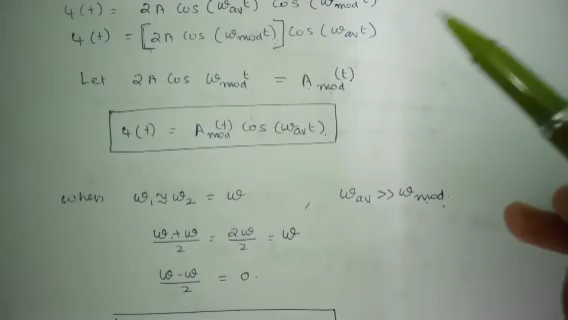 ψ(t) = 2A cos (ω_av t) cos (ω_mod t)
ψ(t) = [2A cos (ω_mod t)] cos (ω_av t)
Let 2A cos ω_mod t = A_mod (t)
ψ(t) = A_mod (t) cos (ω_av t).
when ω₁ ≈ ω₂ = ω , ω_av >> ω_mod.
(ω + ω)/2 = 2ω/2 = ω
(ω - ω)/2 = 0.